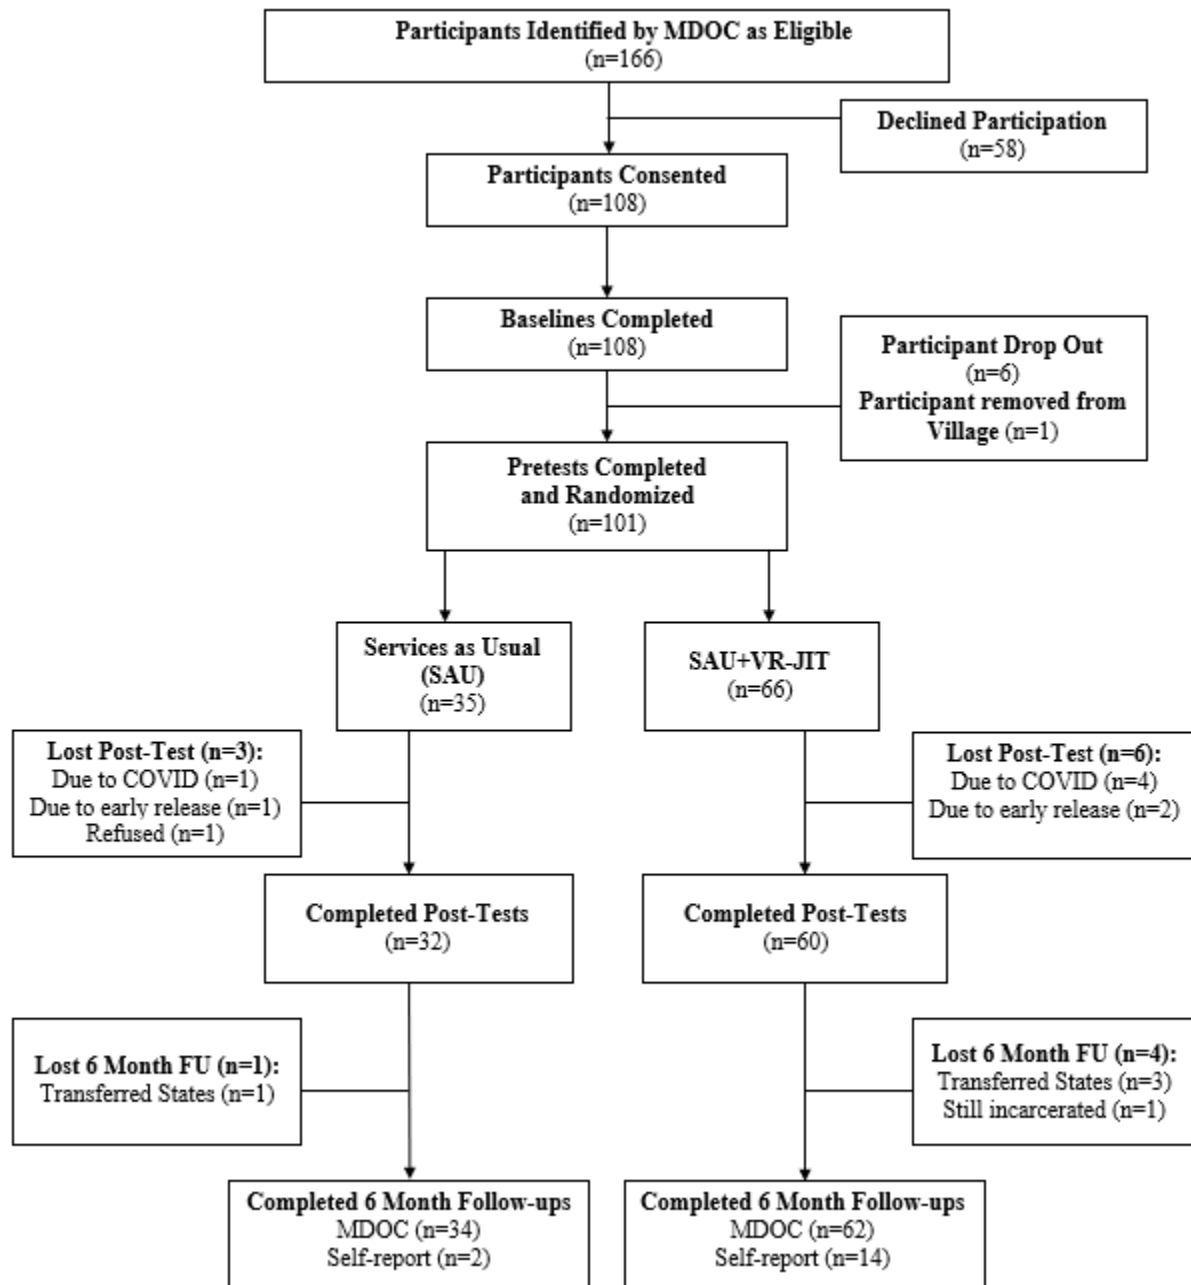 Participants Identified by MDOC as Eligible
(n=166)
Declined Participation
(n=58)
Participants Consented
(n=108)
Baselines Completed
(n=108)
Participant Drop Out
(n=6)
Participant removed from
Village (n=1)
Pretests Completed
and Randomized
(n=101)
Services as Usual
(SAU)
(n=35)
SAU+VR-JIT
(n=66)
Lost Post-Test (n=3):
Due to COVID (n=1)
Due to early release (n=1)
Refused (n=1)
Lost Post-Test (n=6):
Due to COVID (n=4)
Due to early release (n=2)
Completed Post-Tests
(n=32)
Completed Post-Tests
(n=60)
Lost 6 Month FU (n=1):
Transferred States (n=1)
Lost 6 Month FU (n=4):
Transferred States (n=3)
Still incarcerated (n=1)
Completed 6 Month Follow-ups
MDOC (n=34)
Self-report (n=2)
Completed 6 Month Follow-ups
MDOC (n=62)
Self-report (n=14)